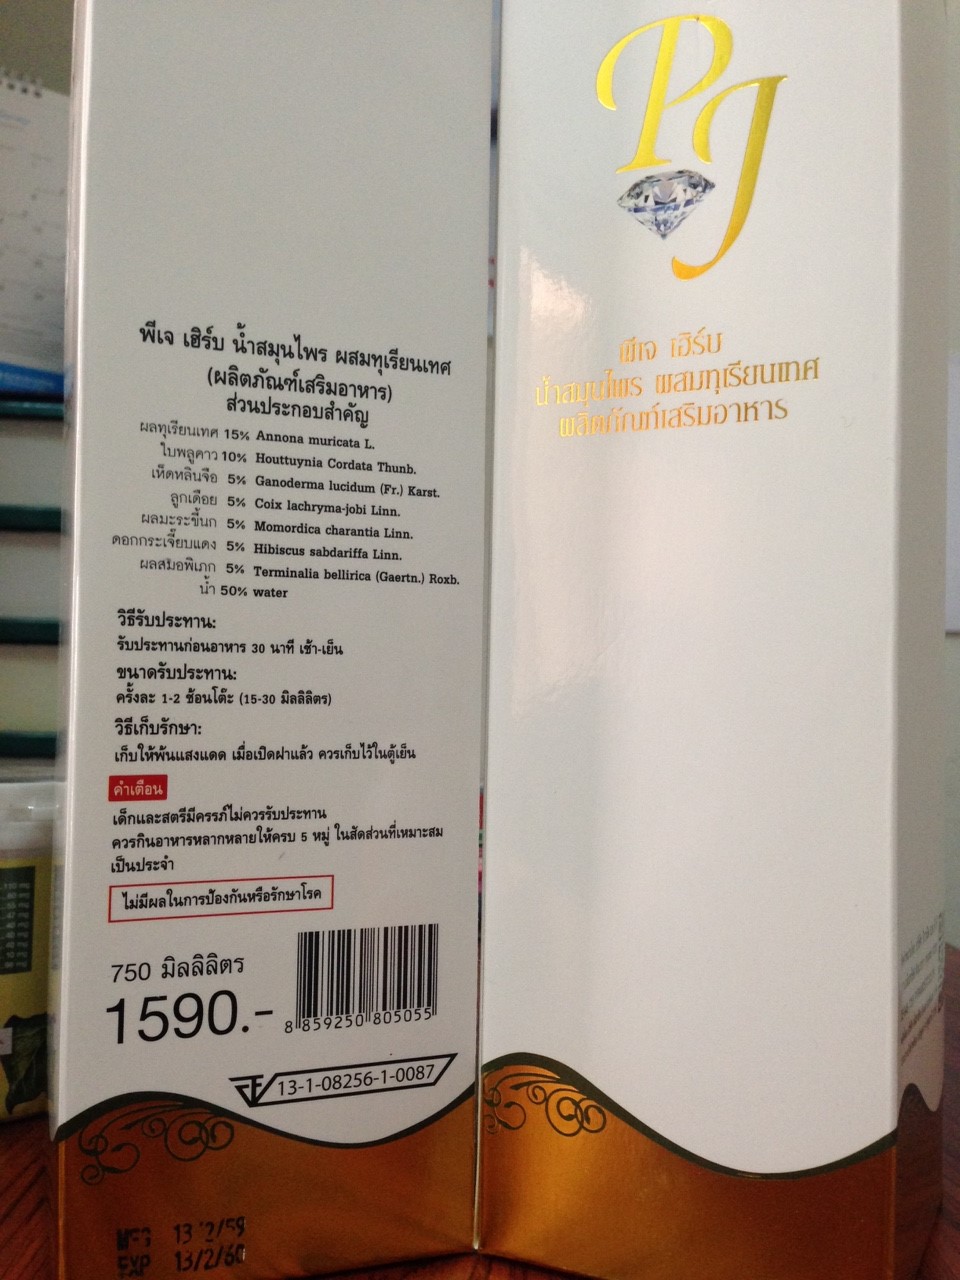 พีเจ เฮิร์บ น้ำสมุนไพร ผสมทุเรียนเทศ
(ผลิตภัณฑ์เสริมอาหาร)
ส่วนประกอบสำคัญ
ผลทุเรียนเทศ 15% Annona muricata L.
ใบพลูคาว 10% Houttuynia Cordata Thunb.
เห็ดหลินจือ 5% Ganoderma lucidum (Fr.) Karst.
ลูกเดือย 5% Coix lachryma-jobi Linn.
ผลมะระขี้นก 5% Momordica charantia Linn.
ดอกกระเจี๊ยบแดง 5% Hibiscus sabdariffa Linn.
ผลสมอพิเภก 5% Terminalia bellirica (Gaertn.) Roxb.
น้ำ 50% water
วิธีรับประทาน:
รับประทานก่อนอาหาร 30 นาที เช้า-เย็น
ขนาดรับประทาน:
ครั้งละ 1-2 ช้อนโต๊ะ (15-30 มิลลิลิตร)
วิธีเก็บรักษา:
เก็บให้พ้นแสงแดด เมื่อเปิดฝาแล้ว ควรเก็บไว้ในตู้เย็น
คำเตือน
เด็กและสตรีมีครรภ์ไม่ควรรับประทาน
ควรกินอาหารหลากหลายให้ครบ 5 หมู่ ในสัดส่วนที่เหมาะสม
เป็นประจำ
ไม่มีผลในการป้องกันหรือรักษาโรค
750 มิลลิลิตร
1590.-
8 859250 805055
13-1-08256-1-0087
MFG 13/2/59
EXP 13/2/60
PJ
พีเจ เฮิร์บ
น้ำสมุนไพร ผสมทุเรียนเทศ
ผลิตภัณฑ์เสริมอาหาร